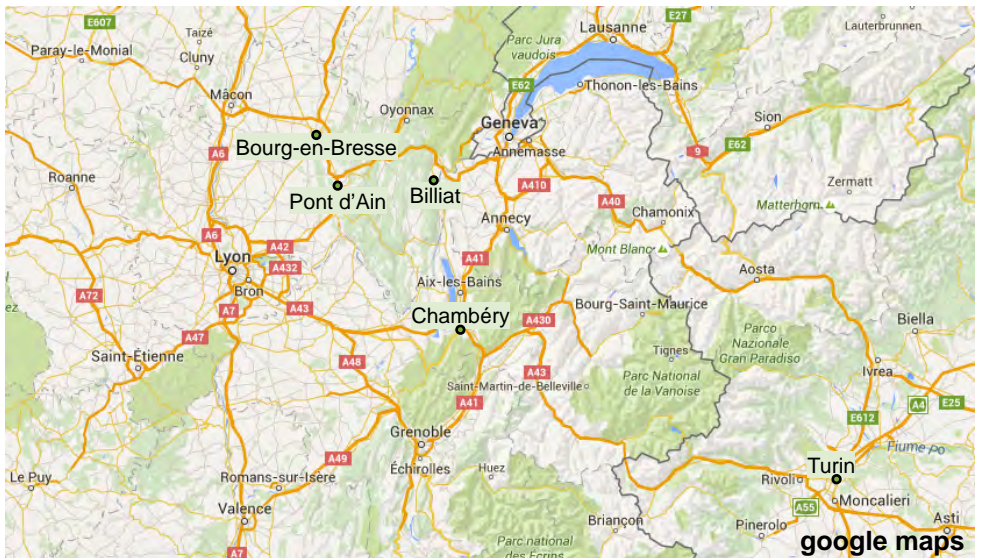 E607
Taizé
Cluny
Paray-le-Monial
Mâcon
Parc Jura
vaudois
Lausanne
E27
Lauterbrunnen
E62
Thonon-les-Bains
Oyonnax
Geneva
Annemasse
Sion
E62
9
Bourg-en-Bresse
A6
Roanne
Pont d'Ain
Billiat
A410
A40
Zermatt
Matterhorn
Annecy
Chamonix
A6
A42
Lyon
A432
Bron
A41
Mont Blanc
Aosta
Aix-les-Bains
A72
A7
A43
Chambéry
A430
Bourg-Saint-Maurice
Biella
A47
Saint-Étienne
A48
Tignes
Parco
Nazionale
Gran Paradiso
Ivrea
A43
Saint-Martin-de-Belleville
Parc National
de la Vanoise
A41
E612
A4
E25
Grenoble
Échirolles
Huez
A49
Fiume Po
Le Puy
Romans-sur-Isère
Turin
Rivoli
Moncalieri
Valence
A55
Asti
Briançon
Pinerolo
A7
Parc national
des Écrins
google maps